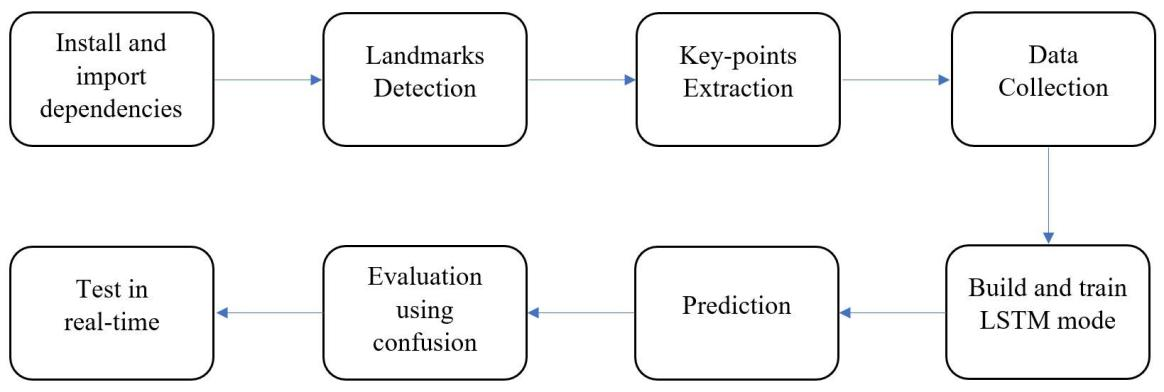 Install and
import
dependencies
Landmarks
Detection
Key-points
Extraction
Data
Collection
Build and train
LSTM mode
Prediction
Evaluation
using
confusion
Test in
real-time